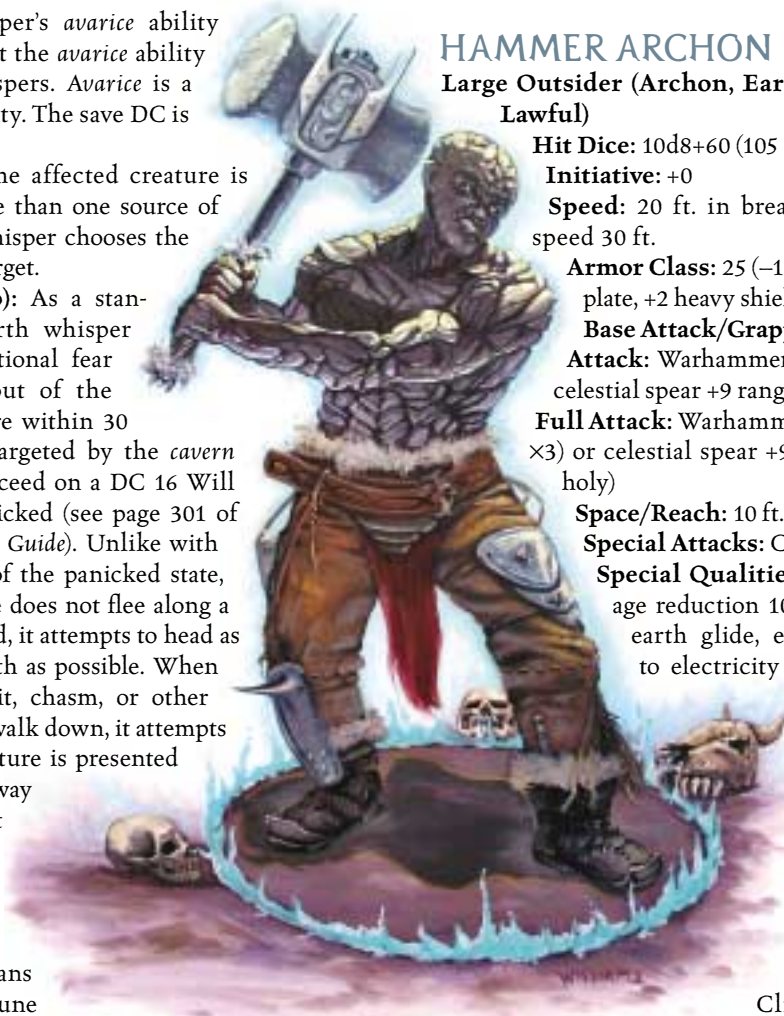 per's avarice ability
t the avarice ability
spers. Avarice is a
ty. The save DC is
ne affected creature is
e than one source of
hisper chooses the
rget.
): As a stan-
rth whisper
tional fear
out of the
re within 30
targeted by the cavern
ceed on a DC 16 Will
icked (see page 301 of
Guide). Unlike with
of the panicked state,
e does not flee along a
d, it attempts to head as
th as possible. When
it, chasm, or other
walk down, it attempts
ture is presented
way
t
ans
une
HAMMER ARCHON
Large Outsider (Archon, Ear
Lawful)
Hit Dice: 10d8+60 (105
Initiative: +0
Speed: 20 ft. in brea
speed 30 ft.
Armor Class: 25 (–1
plate, +2 heavy shiel
Base Attack/Grapp
Attack: Warhammer
celestial spear +9 rang
Full Attack: Warhamm
×3) or celestial spear +9
holy)
Space/Reach: 10 ft.
Special Attacks: C
Special Qualitie
age reduction 10
earth glide, e
to electricity
Cl